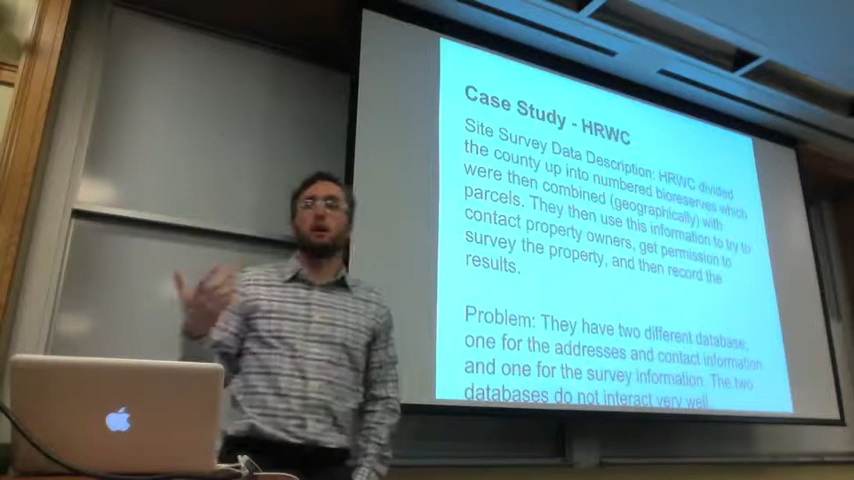 Case Study - HRWC
Site Survey Data Description: HRWC divided
the county up into numbered bioreserves which
were then combined (geographically) with
parcels. They then use this information to try to
contact property owners, get permission to
survey the property, and then record the
results.
Problem: They have two different database,
one for the addresses and contact information
and one for the survey information. The two
databases do not interact very well.